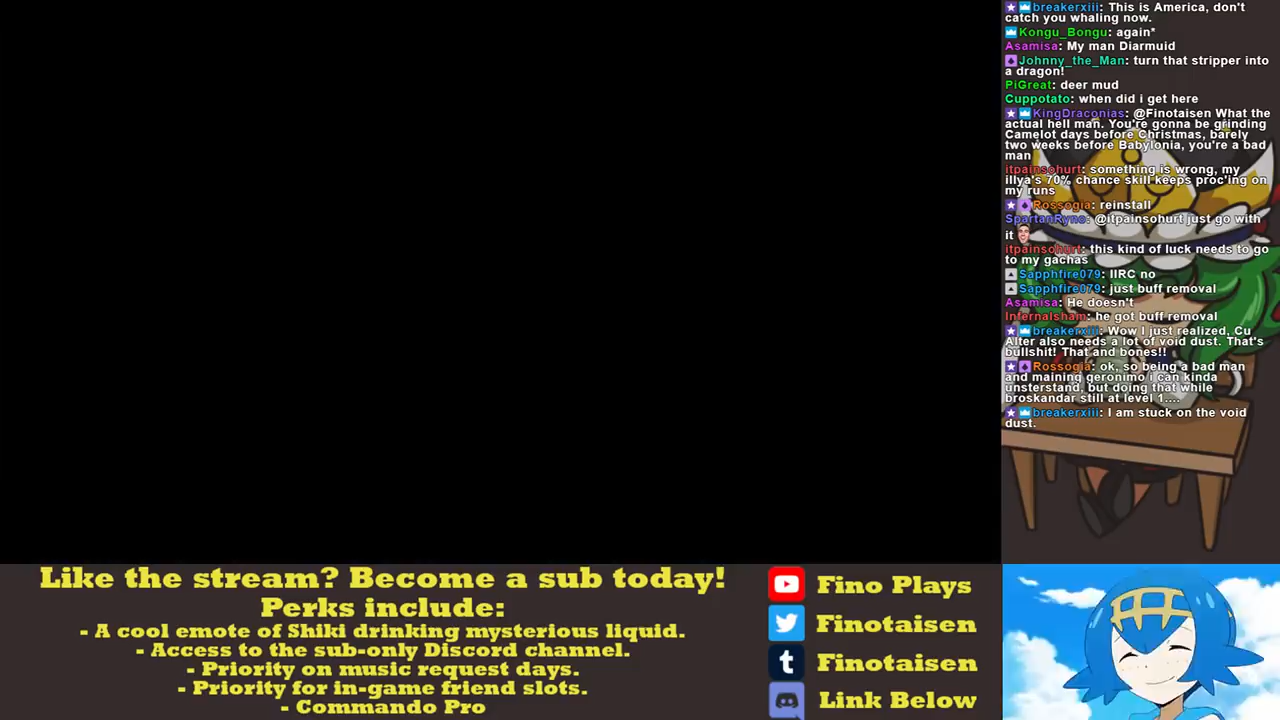 breakerxiii: This is America, don't
catch you whaling now.
Kongu_Bongu: again*
Asamisa: My man Diarmuid
Johnny_the_Man: turn that stripper into
a dragon!
PiGreat: deer mud
Cuppotato: when did i get here
KingDraconias: @Finotaisen What the
actual hell man. You're gonna be grinding
Camelot days before Christmas, barely
two weeks before Babylonia, you're a bad
man
itpainsohurt: something is wrong, my
illya's 70% chance skill keeps proc'ing on
my runs
Rossogia: reinstall
SpartanRyno: @itpainsohurt just go with
it
itpainsohurt: this kind of luck needs to go
to my gachas
Sapphfire079: IIRC no
Sapphfire079: just buff removal
Asamisa: He doesn't
Infernalsham: he got buff removal
breakerxiii: Wow I just realized, Cu
Alter also needs a lot of void dust. That's
bullshit! That and bones!!
Rossogia: ok, so being a bad man
and maining geronimo i can kinda
unsterstand, but doing that while
broskandar still at level 1....
breakerxiii: I am stuck on the void
dust.
Like the stream? Become a sub today!
Perks include:
- A cool emote of Shiki drinking mysterious liquid.
- Access to the sub-only Discord channel.
- Priority on music request days.
- Priority for in-game friend slots.
- Commando Pro
Fino Plays
Finotaisen
t Finotaisen
Link Below